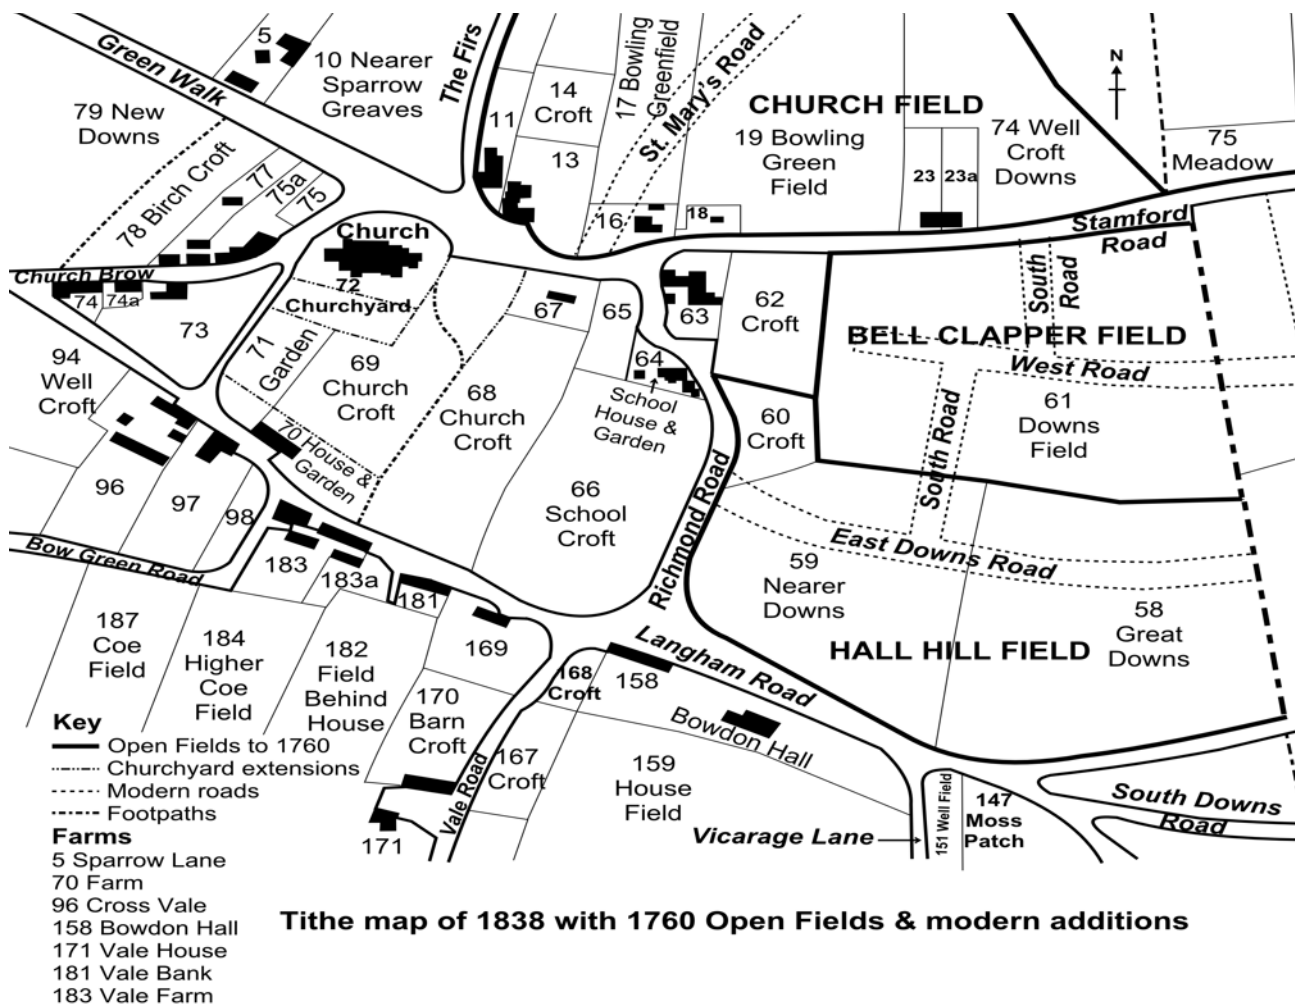 5
Green Walk
10 Nearer
Sparrow
Greaves
The Firs
79 New
Downs
78 Birch Croft
77
75a
75
11
14
Croft
13
17 Bowling
Greenfield
St. Mary's Road
CHURCH FIELD
19 Bowling
Green
Field
16
18
23
23a
74 Well
Croft
Downs
N
75
Meadow
Stamford
Road
Church Brow
74
74a
73
Church
72
Churchyard
71
Garden
69
Church
Croft
70 House &
Garden
68
Church
Croft
67
65
64
School
House &
Garden
63
62
Croft
60
Croft
66
School
Croft
Richmond Road
BELL CLAPPER FIELD
South
Road
West Road
South Road
61
Downs
Field
East Downs Road
59
Nearer
Downs
58
Great
Downs
HALL HILL FIELD
94
Well
Croft
96
97
98
Bow Green Road
183
183a
181
169
187
Coe
Field
184
Higher
Coe
Field
182
Field
Behind
House
170
Barn
Croft
168
Croft
158
Langham Road
Bowdon Hall
167
Croft
159
House
Field
Vale Road
171
Vicarage Lane
151 Well Field
147
Moss
Patch
South Downs
Road
Key
Open Fields to 1760
Churchyard extensions
Modern roads
Footpaths
Farms
5 Sparrow Lane
70 Farm
96 Cross Vale
158 Bowdon Hall
171 Vale House
181 Vale Bank
183 Vale Farm
Tithe map of 1838 with 1760 Open Fields & modern additions